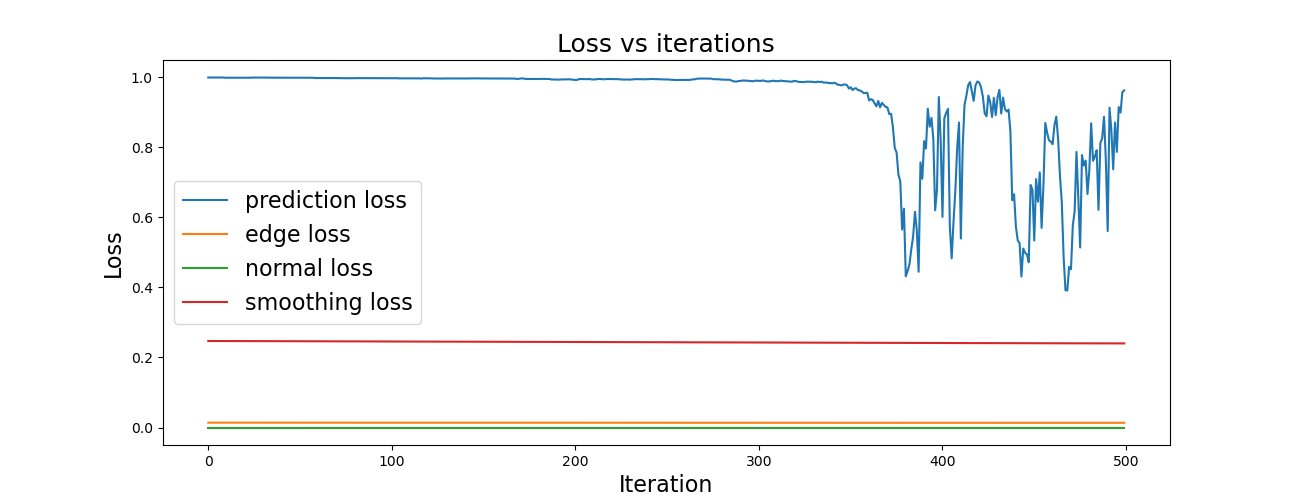 Loss vs iterations
Loss
1.0
0.8
0.6
0.4
0.2
0.0
prediction loss
edge loss
normal loss
smoothing loss
0 100 200 300 400 500
Iteration